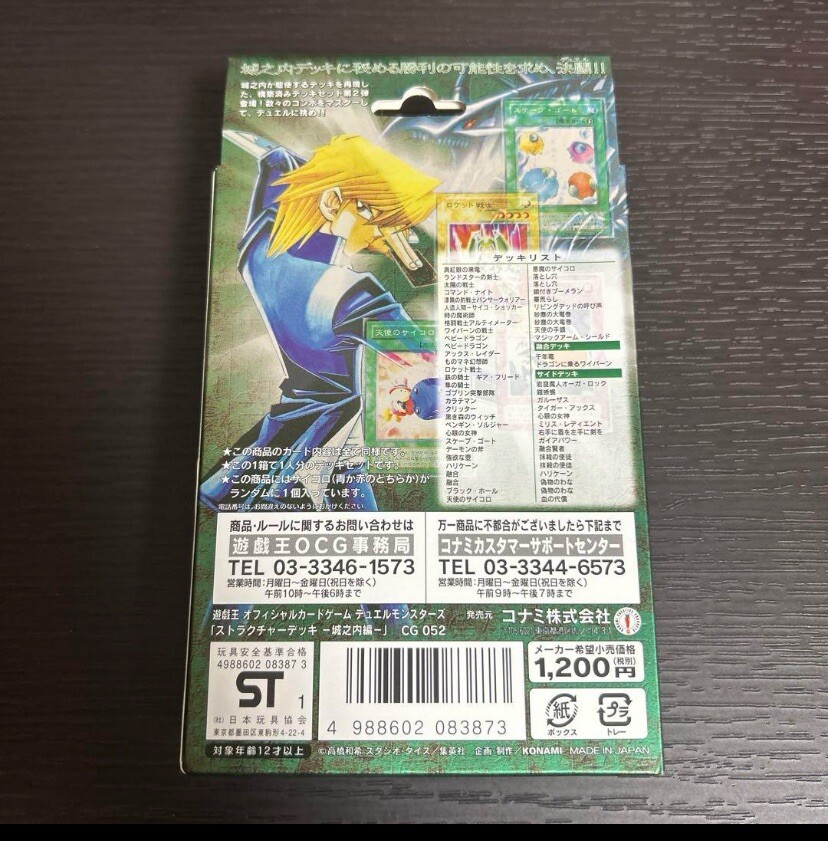 城之内デッキに秘める勝利の可能性を求め、決闘!!
城之内が駆使するデッキを再現し
た、構築済みデッキセット第2弾
登場!数々のコンボをマスターし
て、デュエルに挑め!!
スケープ・ゴート
ロケット戦士
天使のサイコロ
デッキリスト
真紅眼の黒竜
ランドスターの剣士
太陽の戦士
コマンド・ナイト
漆黒の豹戦士パンサーウォリアー
人造人間-サイコ・ショッカー
時の魔術師
格闘戦士アルティメーター
ワイバーンの戦士
ベビードラゴン
ベビードラゴン
アックス・レイダー
ものマネ幻想師
ロケット戦士
鉄の騎士 ギア・フリード
隼の騎士
ゴブリン突撃部隊
カラテマン
クリッター
黒き森のウィッチ
ペンギン・ソルジャー
心眼の女神
スケープ・ゴート
デーモンの斧
強欲な壺
ハリケーン
融合
融合
ブラック・ホール
天使のサイコロ
悪魔のサイコロ
落とし穴
落とし穴
鎖付きブーメラン
墓荒らし
リビングデッドの呼び声
砂塵の大竜巻
砂塵の大竜巻
天使の手鏡
マジックアーム・シールド
融合デッキ
千年竜
ドラゴンに乗るワイバーン
サイドデッキ
岩窟魔人オーガ・ロック
鎧蜥蜴
ガルーザス
タイガー・アックス
心眼の女神
ミリス・レディエント
右手に盾を左手に剣を
ガイアパワー
融合賢者
抹殺の使徒
抹殺の使徒
ハリケーン
偽物のわな
偽物のわな
血の代償
★この商品のカード内容は全て同様です。
★この1箱で1人分のデッキセットです。
★この商品にはサイコロ(青か赤のどちらか)が
ランダムに1個入っています。
電話番号は、お間違えのないようにおかけください。
商品・ルールに関するお問い合わせは
遊戯王OCG事務局
TEL 03-3346-1573
営業時間:月曜日~金曜日(祝日を除く)
午前10時~午後6時まで
万一商品に不都合がございましたら下記まで
コナミカスタマーサポートセンター
TEL 03-3344-6573
営業時間:月曜日~金曜日(祝日を除く)
午前9時~午後7時まで
遊戯王 オフィシャルカードゲーム デュエルモンスターズ
「ストラクチャーデッキ -城之内編-」 CG 052
発売元 コナミ株式会社
玩具安全基準合格
4988602 08387 3
ST 1
(社) 日本玩具協会
東京都墨田区東駒形4-22-4
対象年齢12才以上
4 988602 083873
メーカー希望小売価格
1,200円(税別)
紙
ボックス
プラ
トレー
©高橋和希 スタジオ・ダイス/集英社 企画・制作/KONAMI MADE IN JAPAN